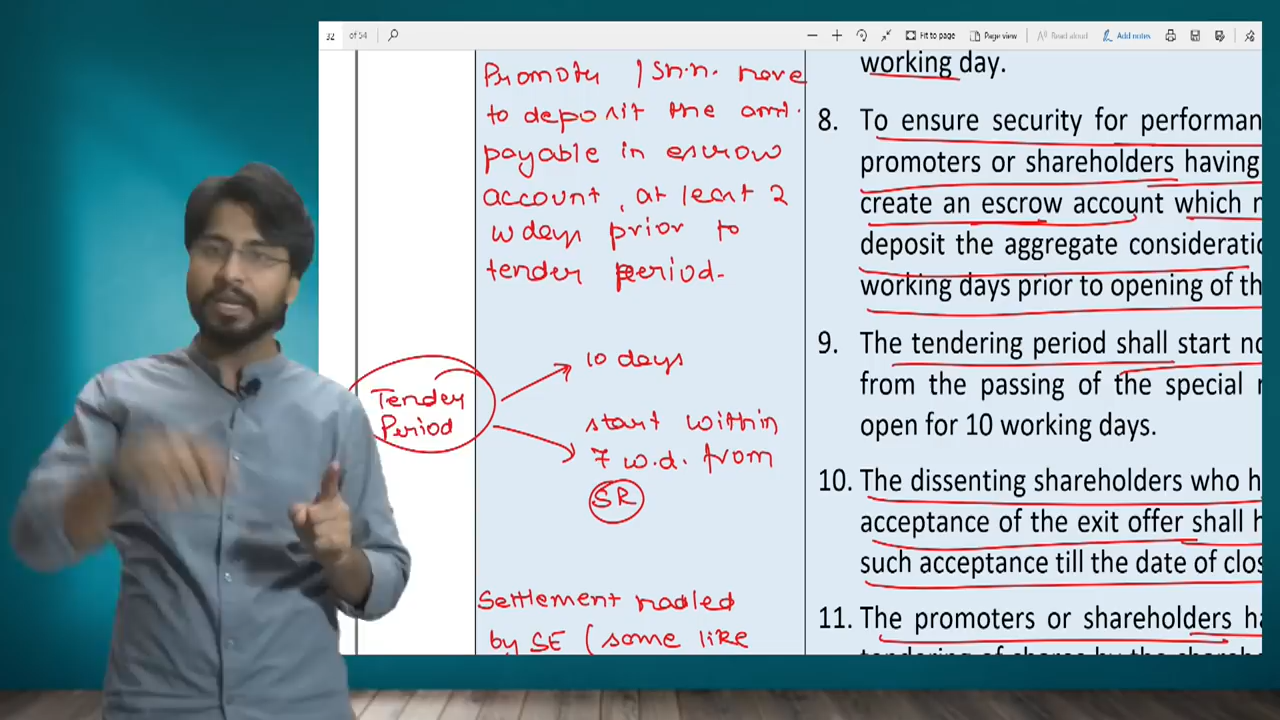 32 of 54
Fit to page
Page view
Read aloud
Add notes
Promoters / Sh.h. have
to deposit the amt.
payable in escrow
account, at least 2
w days prior to
tender period.
Tender
Period
10 days
start within
7 w.d. from
SR
Settlement
by SE (same like
working day.
8. To ensure security for performan
promoters or shareholders having
create an escrow account which
deposit the aggregate consideratio
working days prior to opening of th
9. The tendering period shall start no
from the passing of the special
open for 10 working days.
10. The dissenting shareholders who h
acceptance of the exit offer shall h
such acceptance till the date of clos
11. The promoters or shareholders ha